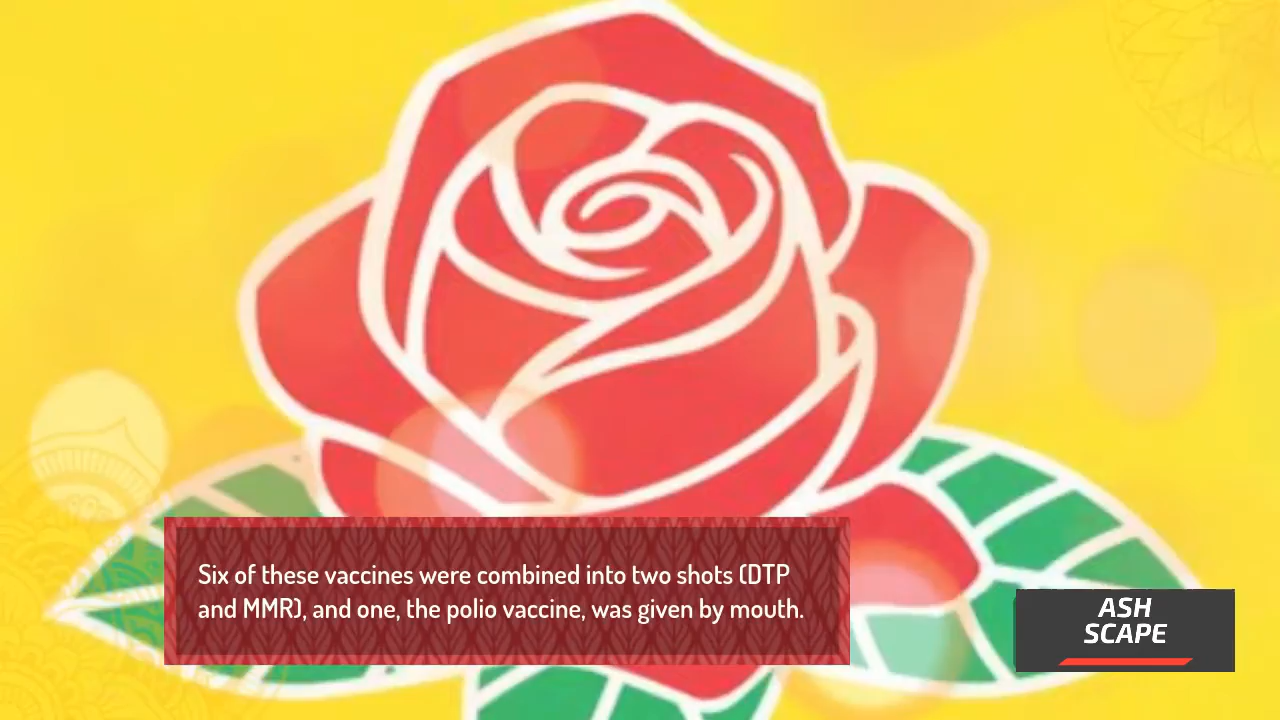 Six of these vaccines were combined into two shots (DTP
and MMR), and one, the polio vaccine, was given by mouth.
ASH
SCAPE